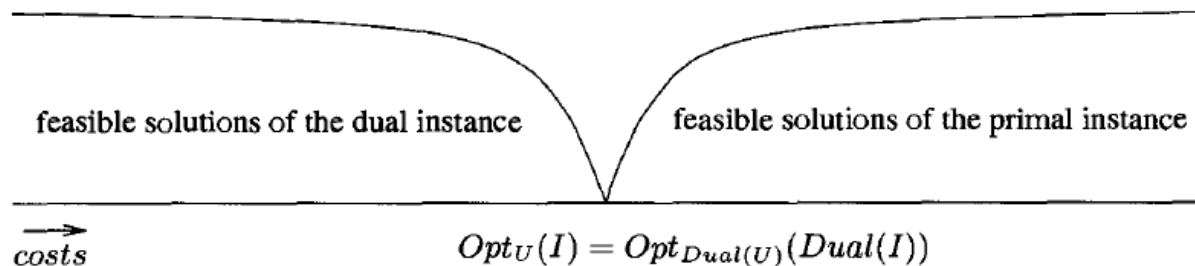 feasible solutions of the dual instance
feasible solutions of the primal instance
costs
Opt_U(I) = Opt_{Dual(U)}(Dual(I))